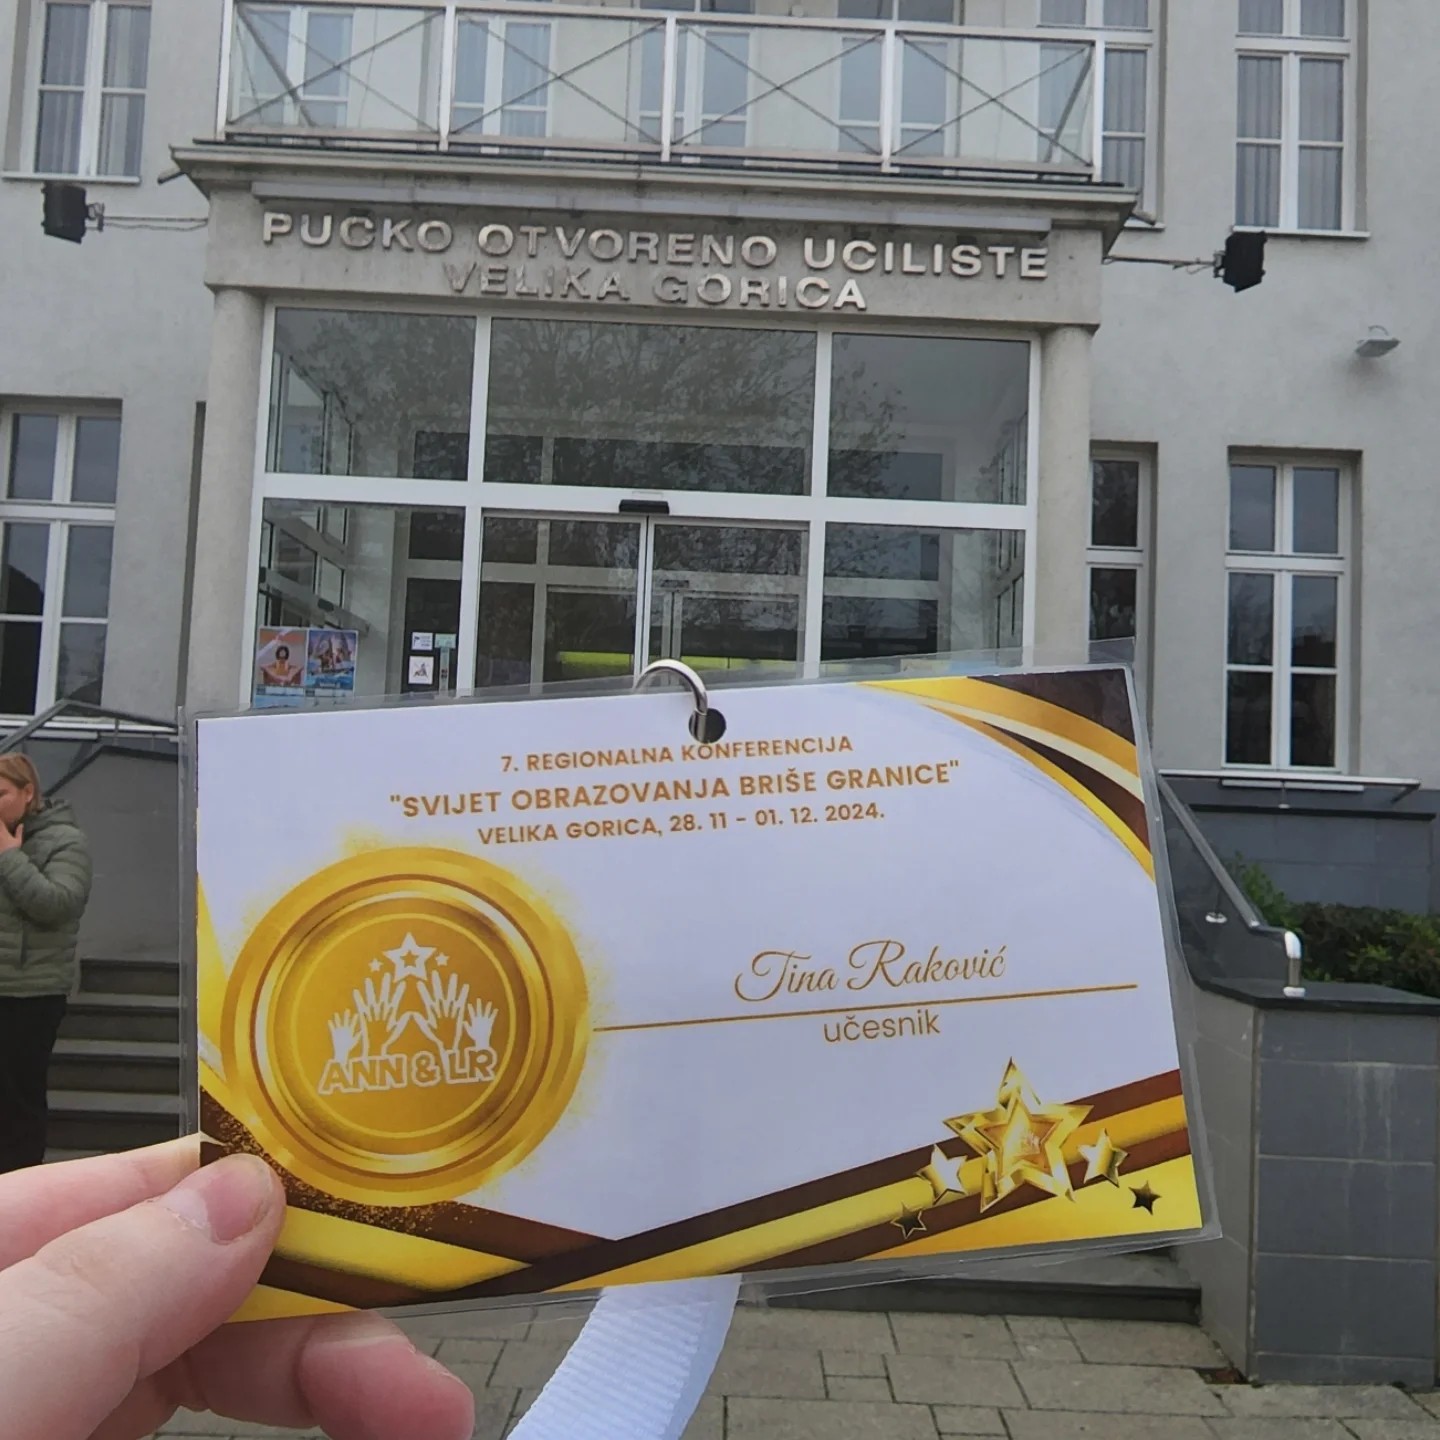 PUCKO OTVORENO UCILISTE
VELIKA GORICA
7. REGIONALNA KONFERENCIJA
"SVIJET OBRAZOVANJA BRIŠE GRANICE"
VELIKA GORICA, 28. 11 - 01. 12. 2024.
Tina Raković
učesnik
ANN & LR